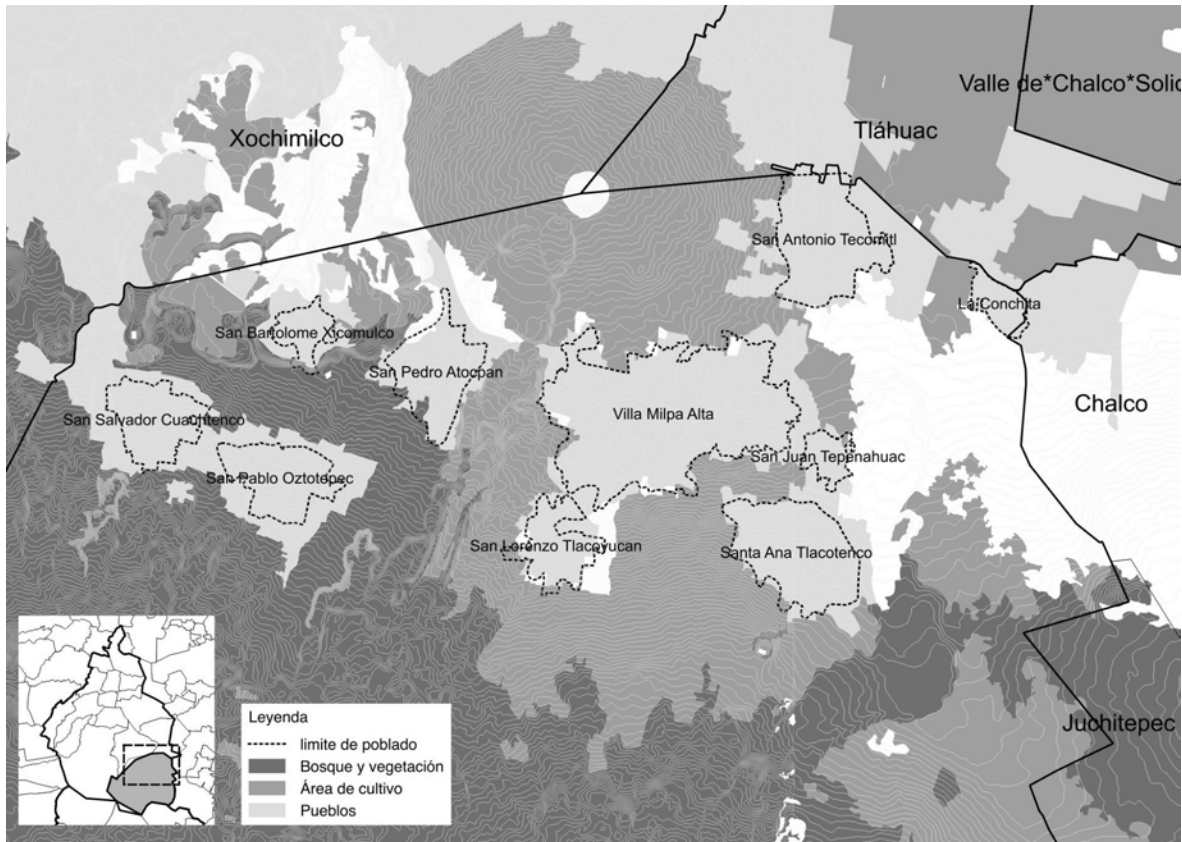 Valle de*Chalco*Solid
Tláhuac
Xochimilco
San Antonio Tecomitl
La Conchita
San Bartolome Xicomulco
San Pedro Atocpan
Chalco
San Salvador Cuachtenco
Villa Milpa Alta
San Juan Tepenahuac
San Pablo Oztotepec
San Lorenzo Tlacoyucan
Santa Ana Tlacotenco
Juchitepec
Leyenda
limite de poblado
Bosque y vegetación
Área de cultivo
Pueblos